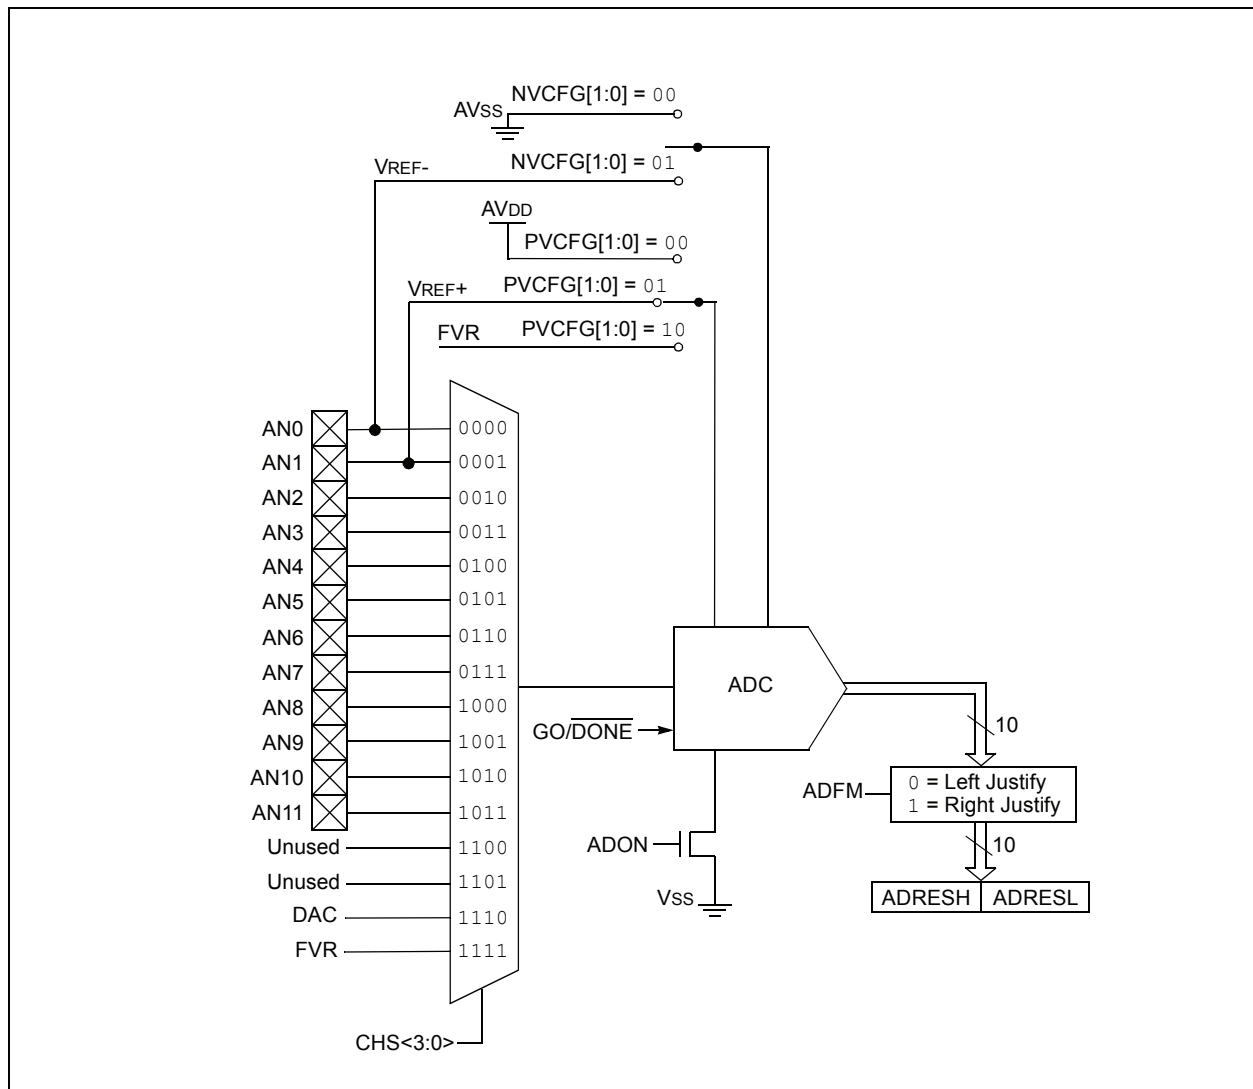 NVCFG[1:0] = 00
AVSS
NVCFG[1:0] = 01
VREF-
AVDD
PVCFG[1:0] = 00
VREF+
PVCFG[1:0] = 01
FVR
PVCFG[1:0] = 10
AN0
0000
AN1
0001
AN2
0010
AN3
0011
AN4
0100
AN5
0101
AN6
0110
AN7
0111
AN8
1000
AN9
1001
AN10
1010
AN11
1011
Unused
1100
Unused
1101
DAC
1110
FVR
1111
CHS<3:0>
ADC
GO/DONE
ADON
VSS
10
ADFM
0 = Left Justify
1 = Right Justify
10
ADRESH
ADRESL